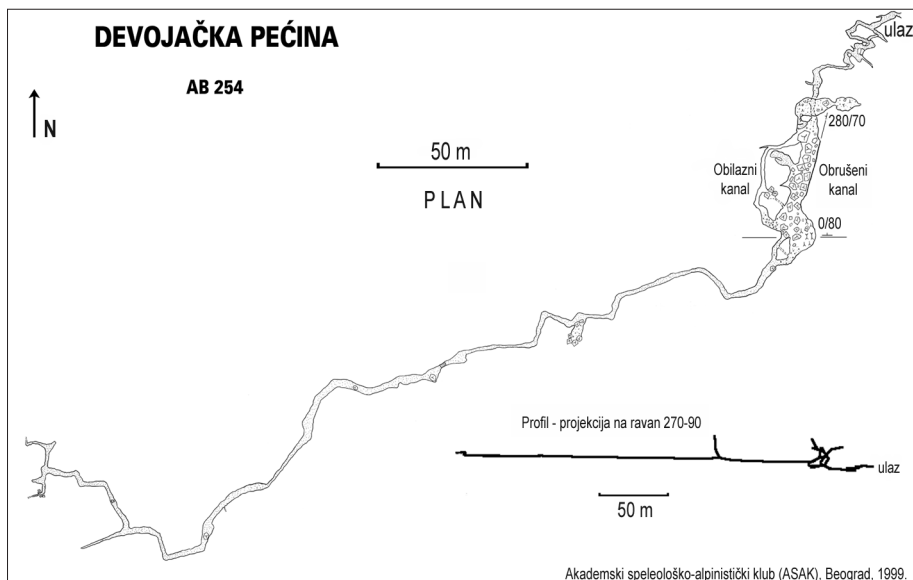 DEVOJAČKA PEĆINA
AB 254
N
50 m
PLAN
ulaz
280/70
Obilazni
kanal
Obrušeni
kanal
0/80
Profil - projekcija na ravan 270-90
ulaz
50 m
Akademski speleološko-alpinistički klub (ASAK), Beograd, 1999.